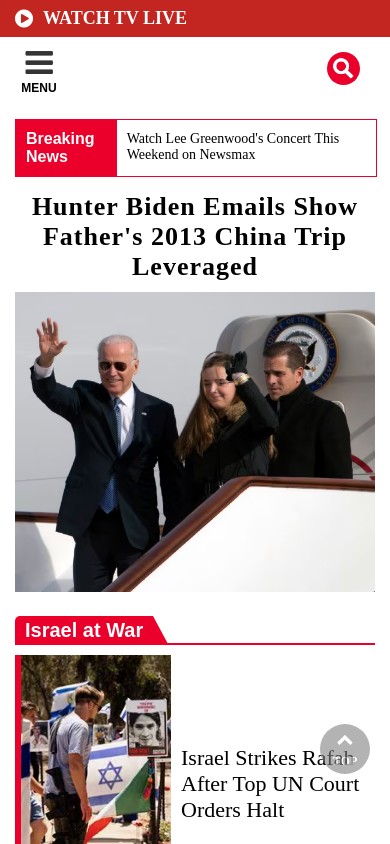 WATCH TV LIVE
MENU
Breaking
News
Watch Lee Greenwood's Concert This
Weekend on Newsmax
Hunter Biden Emails Show
Father's 2013 China Trip
Leveraged
Israel at War
Israel Strikes Rafah
After Top UN Court
Orders Halt